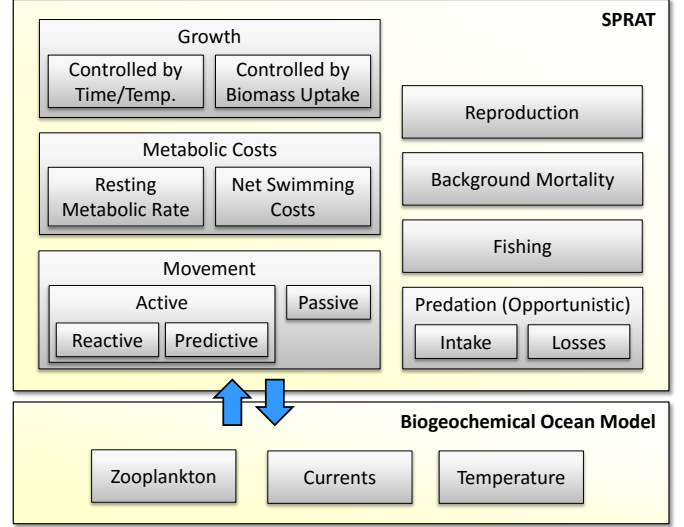 SPRAT
Growth
Controlled by
Time/Temp.
Controlled by
Biomass Uptake
Metabolic Costs
Resting
Metabolic Rate
Net Swimming
Costs
Movement
Active
Reactive
Predictive
Passive
Reproduction
Background Mortality
Fishing
Predation (Opportunistic)
Intake
Losses
Biogeochemical Ocean Model
Zooplankton
Currents
Temperature